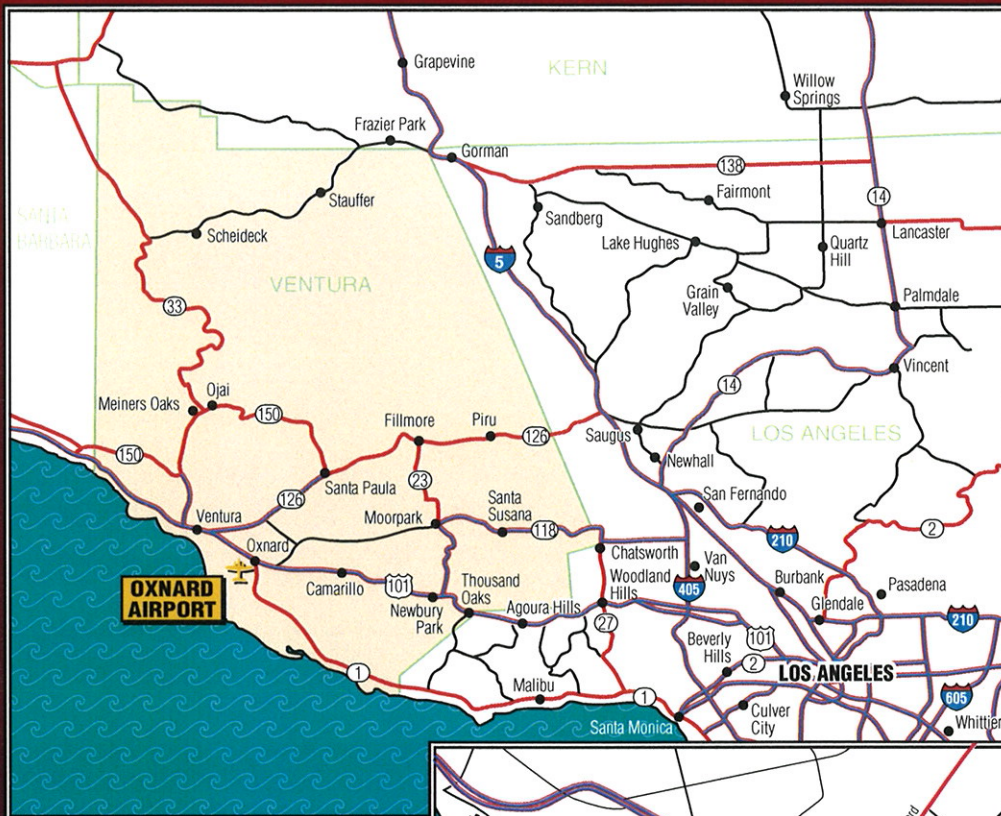 Grapevine
KERN
Willow
Springs
Frazier Park
Gorman
138
Fairmont
14
Stauffer
SANTA
BARBARA
Scheideck
Sandberg
Lake Hughes
Lancaster
Quartz
Hill
5
VENTURA
Grain
Valley
Palmdale
33
Vincent
14
Ojai
Meiners Oaks
150
Fillmore
Piru
126
Saugus
LOS ANGELES
150
23
Newhall
126
Santa Paula
San Fernando
Santa
Susana
Moorpark
118
2
Ventura
210
Oxnard
Chatsworth
Van
Nuys
Camarillo
101
Thousand
Oaks
Woodland
Hills
405
Burbank
Pasadena
OXNARD
AIRPORT
Newbury
Park
Agoura Hills
Glendale
210
27
101
Beverly
Hills
2
LOS ANGELES
1
Malibu
1
605
Culver
City
Santa Monica
Whittier